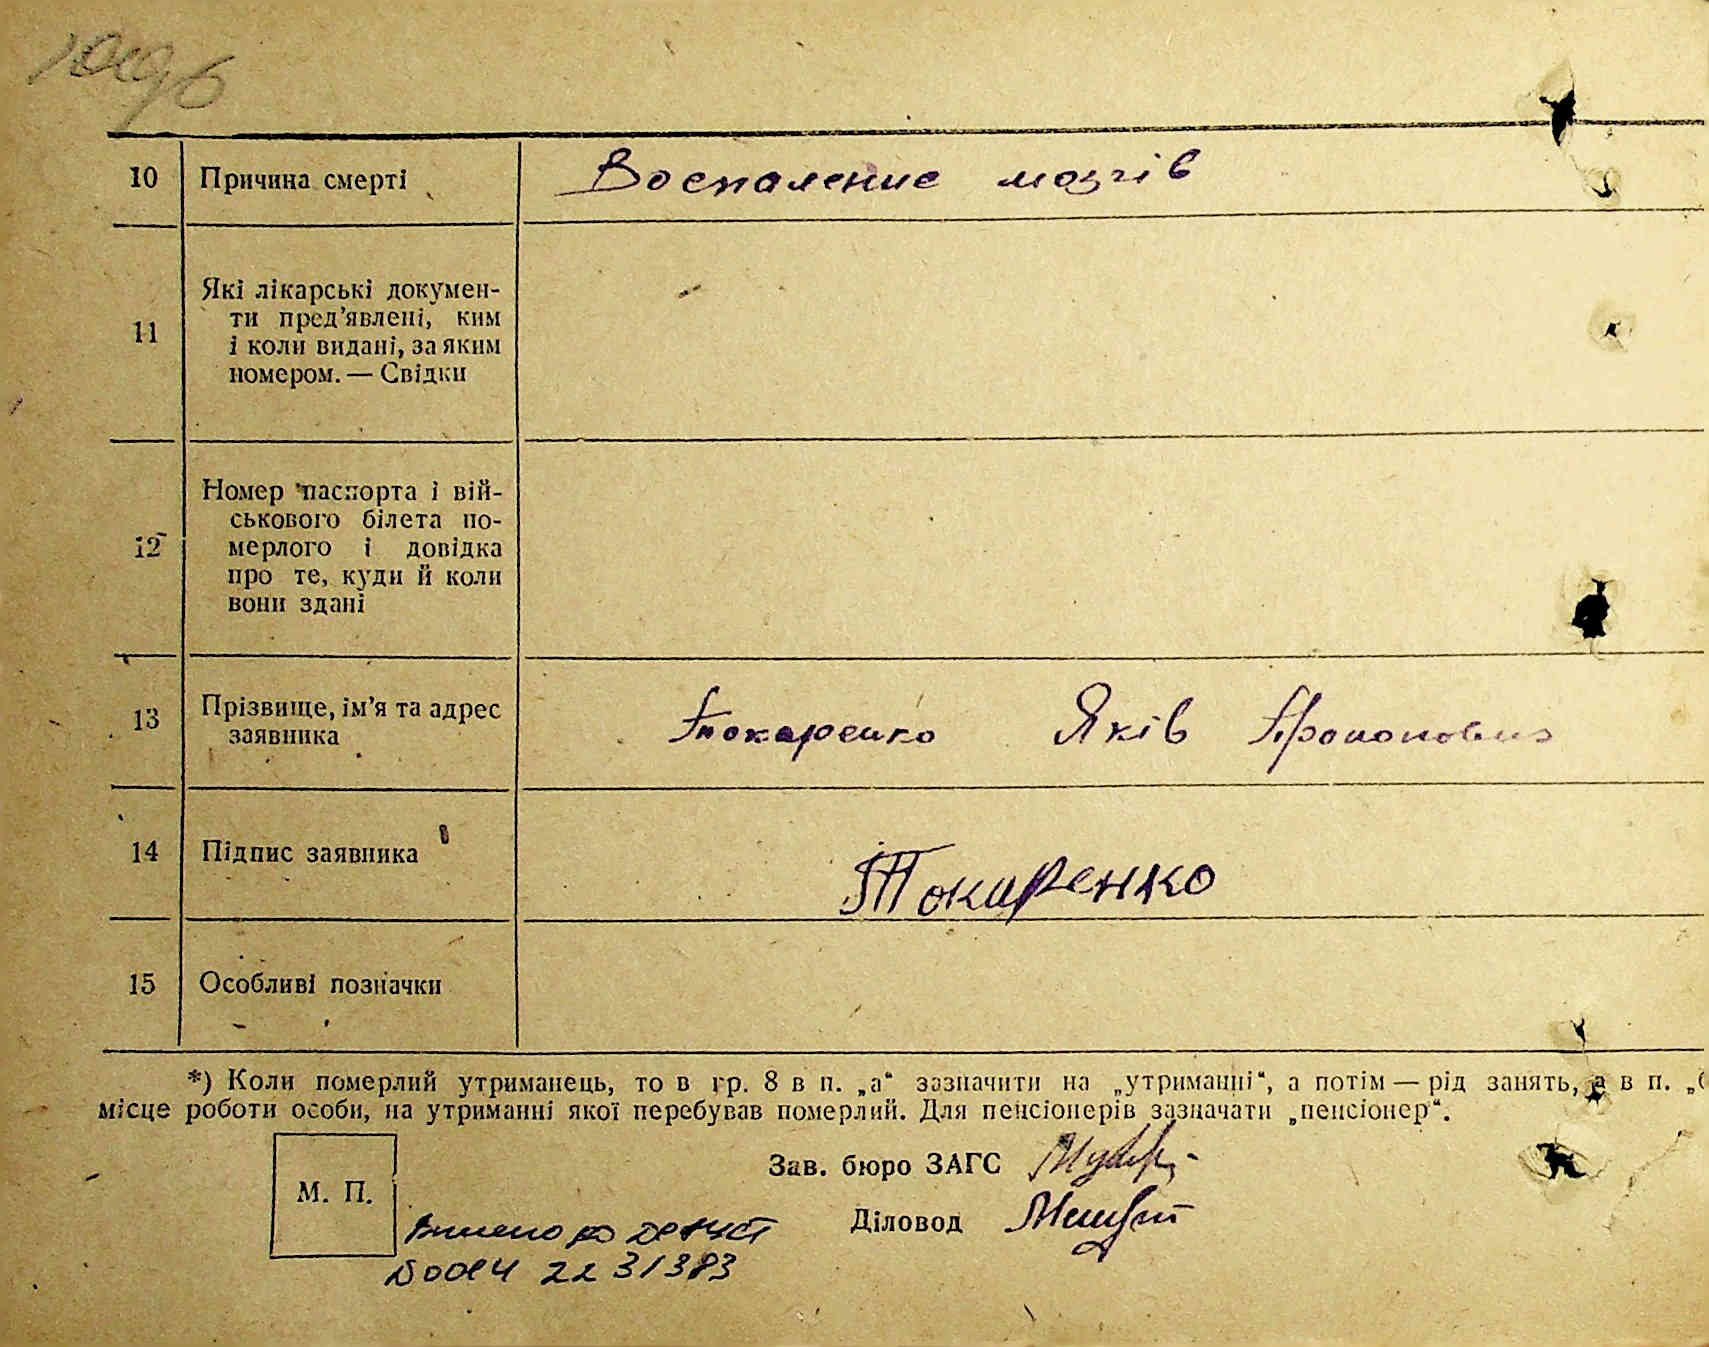 10 Причина смерті Воспаление мозгів
11 Які лікарські докумен-
ти пред’явлені, ким
і коли видані, за яким
номером. — Свідки
12 Номер паспорта і вій-
ськового білета по-
мерлого і довідка
про те, куди й коли
вони здані
13 Прізвище, ім’я та адрес Токаренко Яків
заявника
14 Підпис заявника Токаренко
15 Особливі позначки
*) Коли померлий утриманець, то в гр. 8 в п. „а“ зазначити на „утриманні“, а потім — рід занять, а в п. „б
місце роботи особи, на утриманні якої перебував померлий. Для пенсіонерів зазначати „пенсіонер“.
Зав. бюро ЗАГС
М. П.
Діловод
22 31383